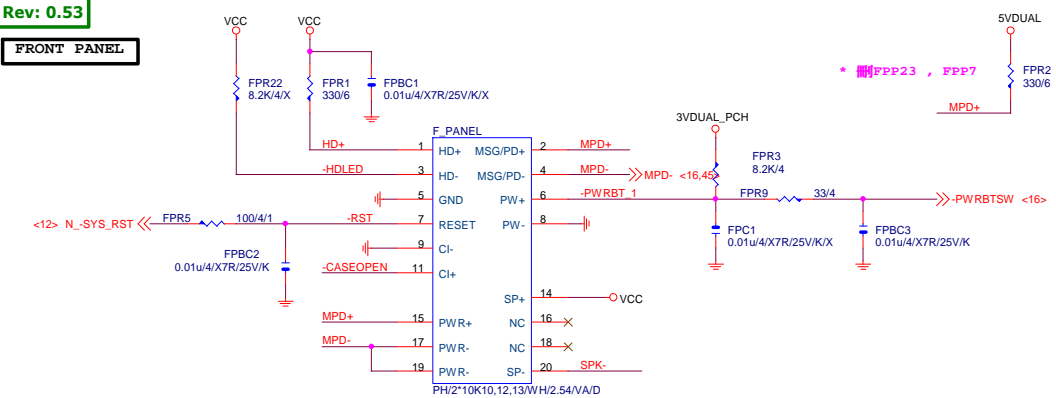 Rev: 0.53
FRONT PANEL
VCC
VCC
5VDUAL
FPR22
8.2K/4/X
FPR1
330/6
FPBC1
0.01u/4/X7R/25V/K/X
* 刪FPP23 , FPP7
FPR2
330/6
MPD+
3VDUAL_PCH
F_PANEL
HD+
1
HD+
MSG/PD+
2
MPD+
FPR3
8.2K/4
-HDLED
3
HD-
MSG/PD-
4
MPD-
MPD- <16,45>
5
GND
PW+
6
-PWRBT_1
FPR9
33/4
-PWRBTSW <16>
<12> N_-SYS_RST
FPR5
100/4/1
-RST
7
RESET
PW-
8
FPC1
0.01u/4/X7R/25V/K/X
FPBC3
0.01u/4/X7R/25V/K
9
CI-
FPBC2
0.01u/4/X7R/25V/K
-CASEOPEN
11
CI+
SP+
14
VCC
MPD+
15
PWR+
NC
16
MPD-
17
PWR-
NC
18
19
PWR-
SP-
20
SPK-
PH/2*10K10,12,13/WH/2.54/VA/D